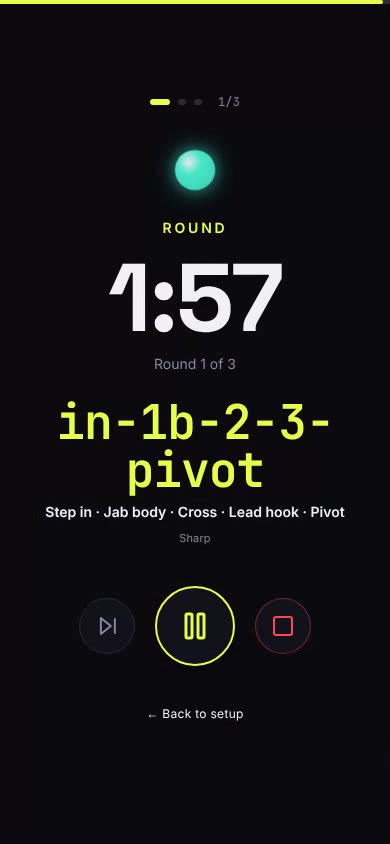 1/3
ROUND
1:57
Round 1 of 3
in-1b-2-3-
pivot
Step in · Jab body · Cross · Lead hook · Pivot
Sharp
← Back to setup